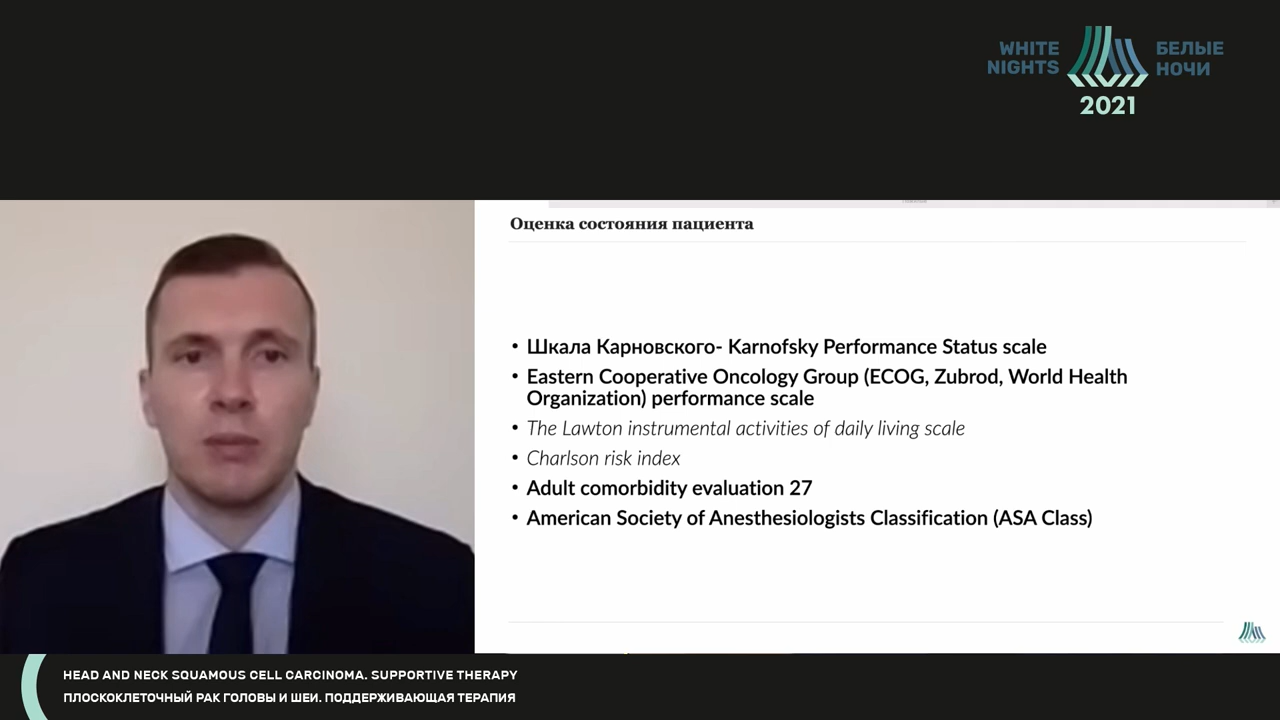 WHITE NIGHTS
БЕЛЫЕ НОЧИ
2021
Оценка состояния пациента
• Шкала Карновского- Karnofsky Performance Status scale
• Eastern Cooperative Oncology Group (ECOG, Zubrod, World Health
Organization) performance scale
• The Lawton instrumental activities of daily living scale
• Charlson risk index
• Adult comorbidity evaluation 27
• American Society of Anesthesiologists Classification (ASA Class)
HEAD AND NECK SQUAMOUS CELL CARCINOMA. SUPPORTIVE THERAPY
ПЛОСКОКЛЕТОЧНЫЙ РАК ГОЛОВЫ И ШЕИ. ПОДДЕРЖИВАЮЩАЯ ТЕРАПИЯ